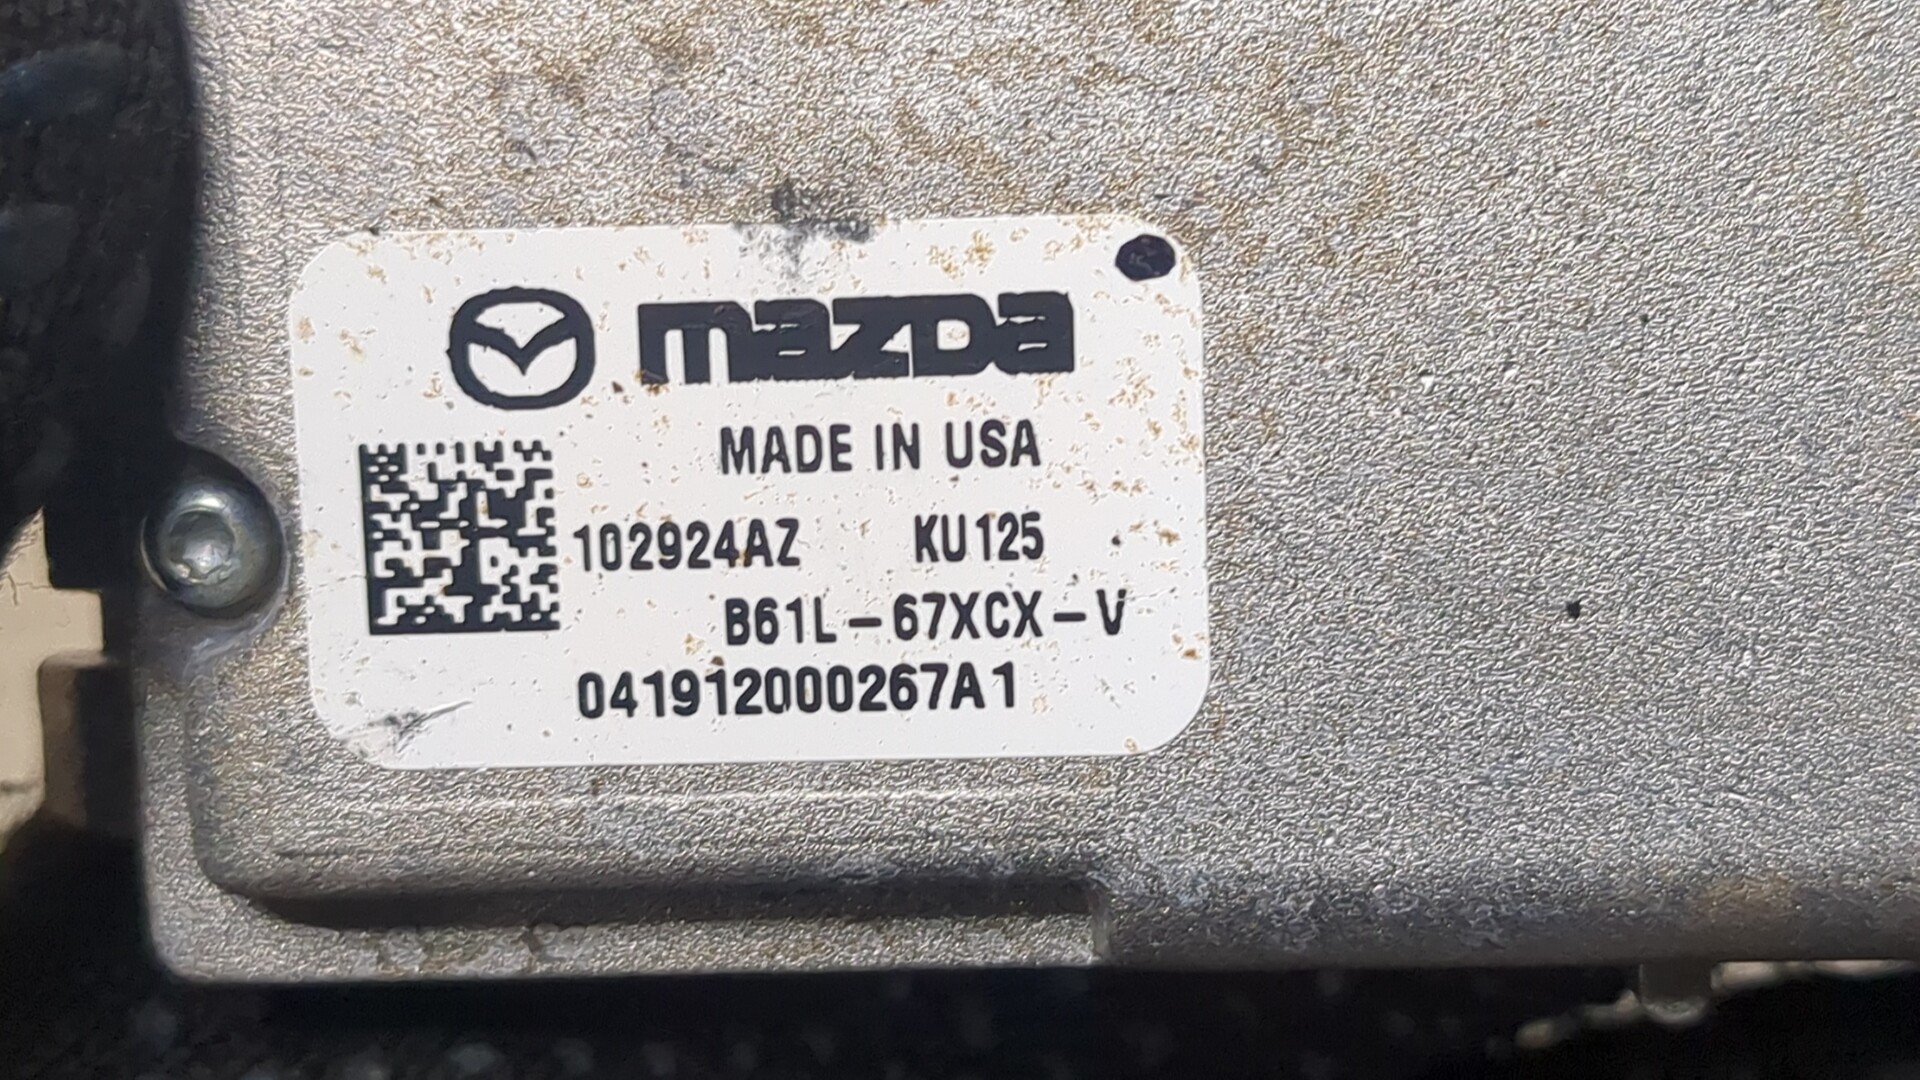 mazda
MADE IN USA
102924AZ KU125
B61L-67XCX-V
041912000267A1